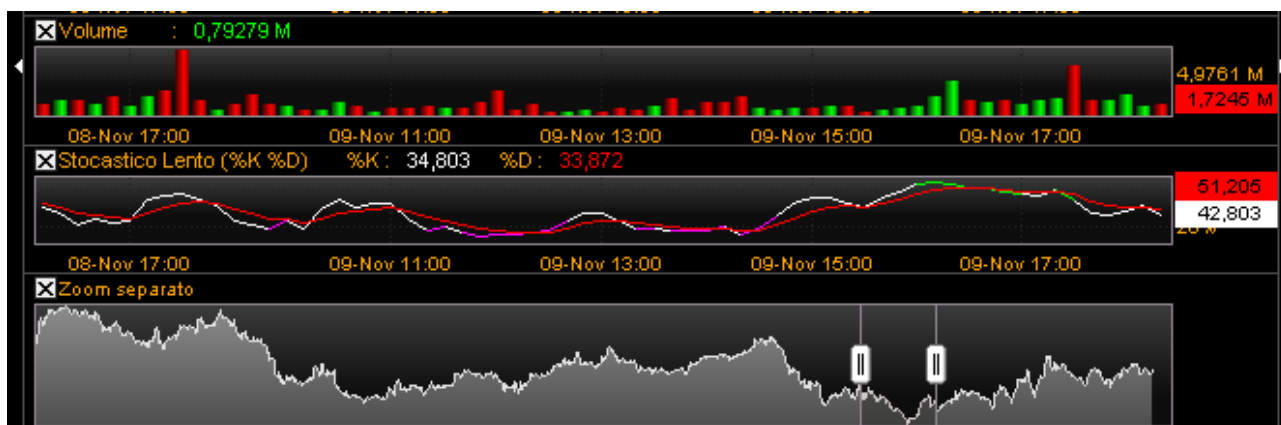 Volume : 0,79279 M
4,9761 M
1,7245 M
08-Nov 17:00 09-Nov 11:00 09-Nov 13:00 09-Nov 15:00 09-Nov 17:00
Stocastico Lento (%K %D) %K : 34,803 %D : 33,872
51,205
42,803
08-Nov 17:00 09-Nov 11:00 09-Nov 13:00 09-Nov 15:00 09-Nov 17:00
Zoom separato